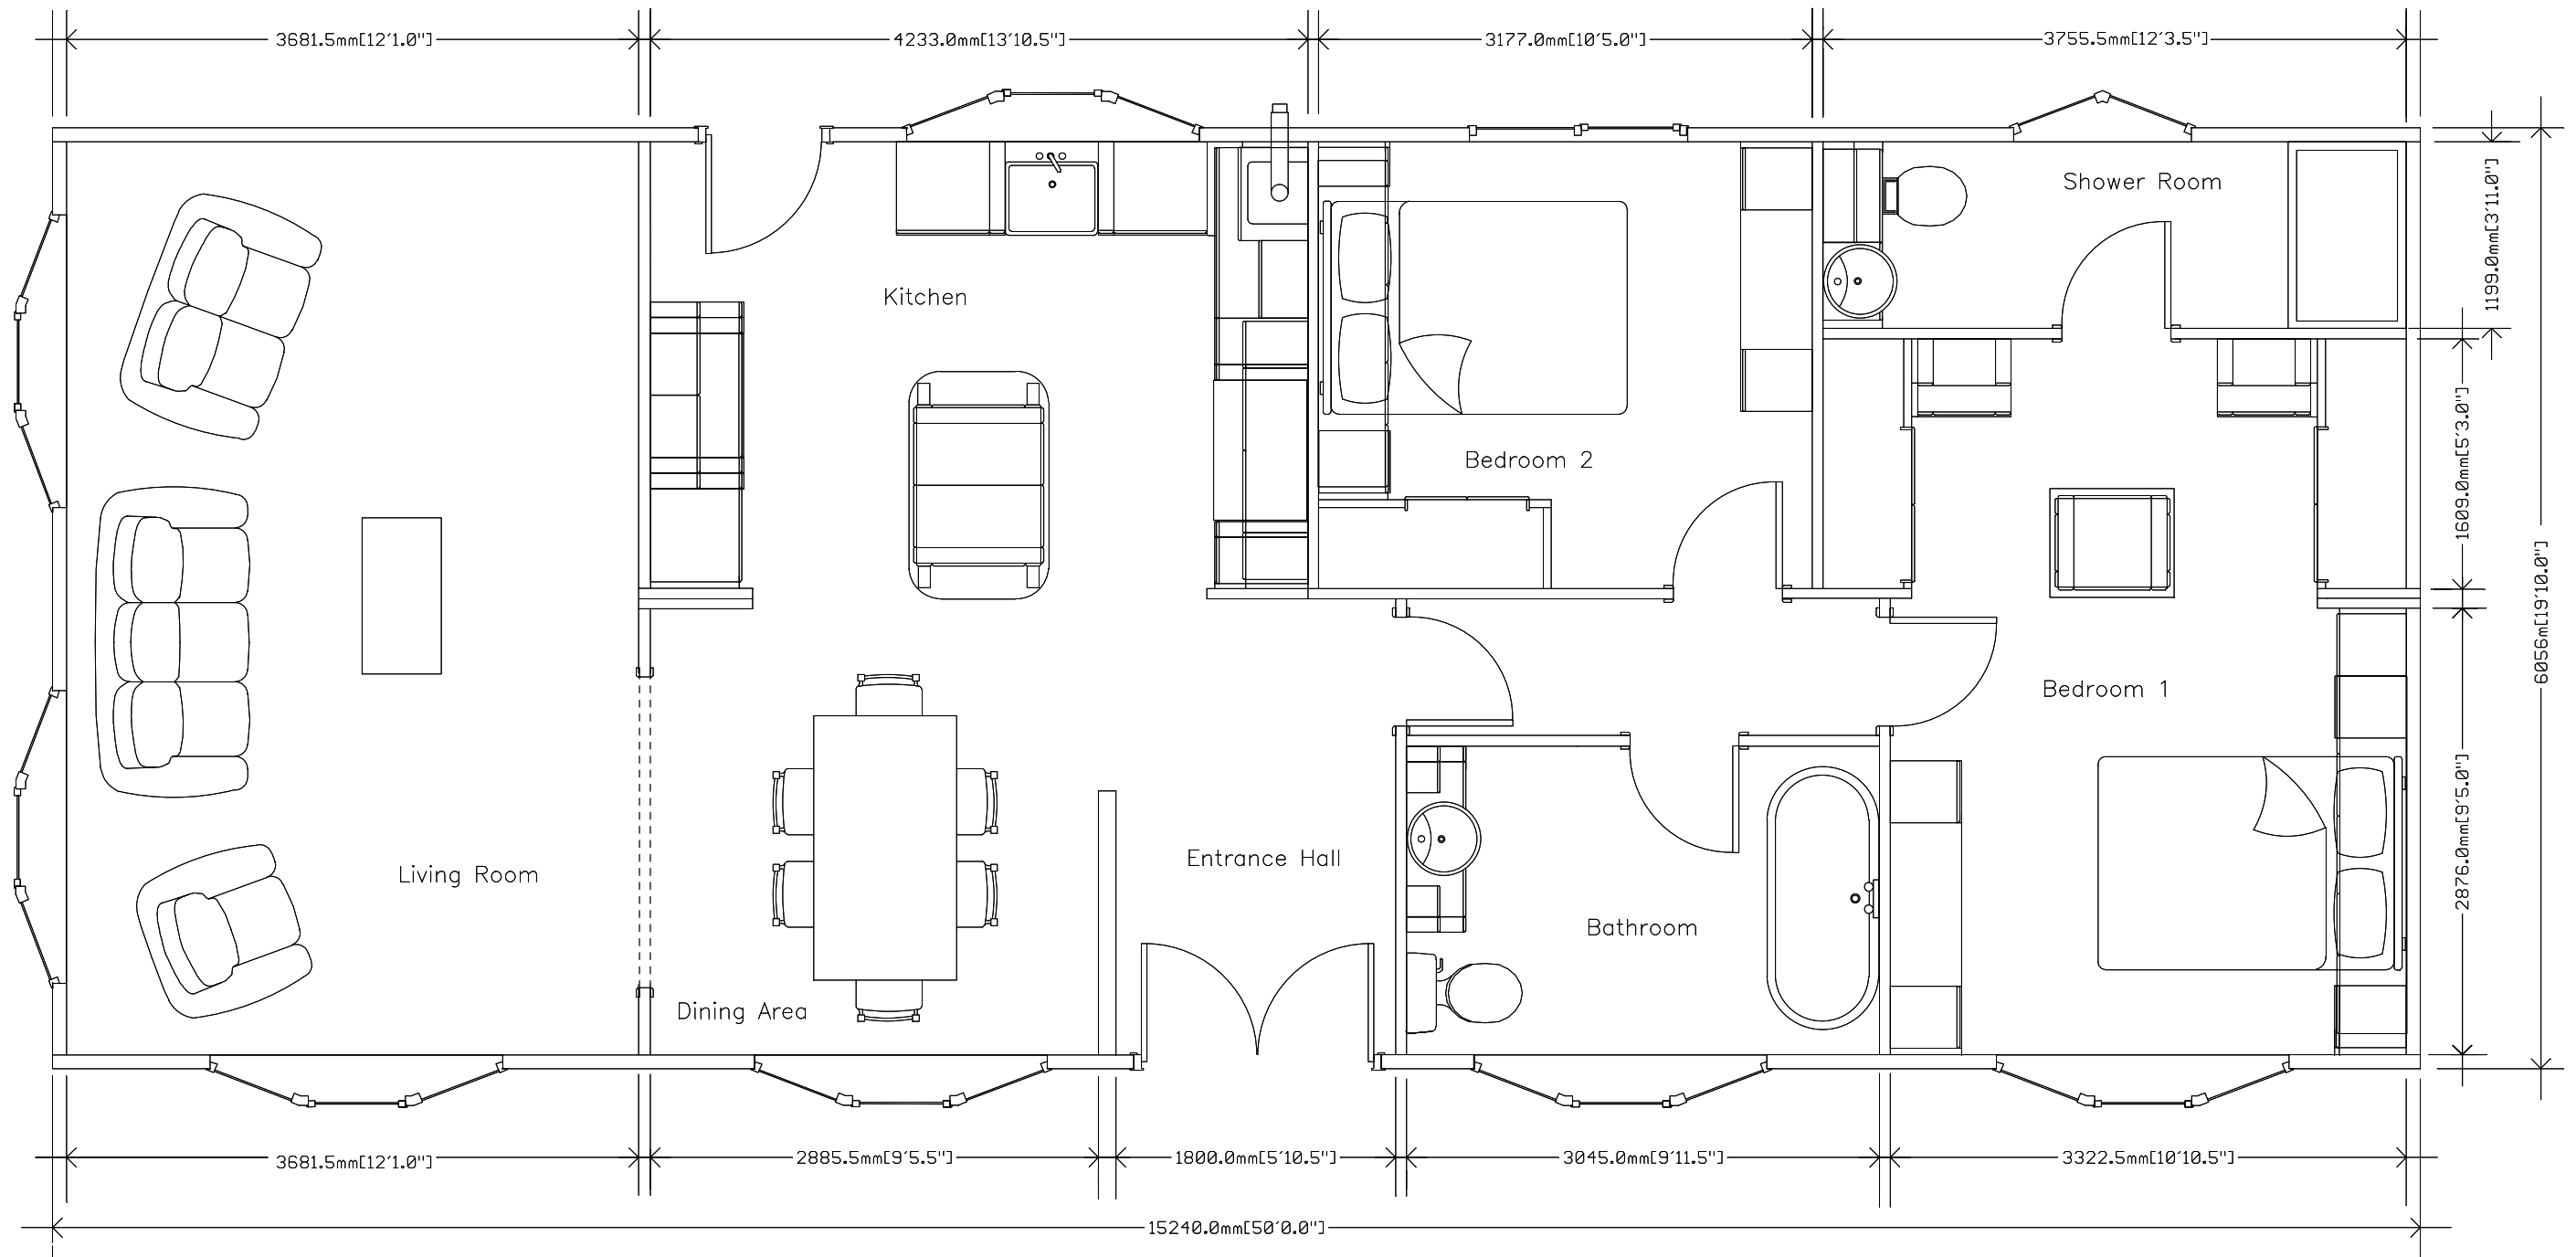 3681.5mm[12'1.0"]
4233.0mm[13'10.5"]
3177.0mm[10'5.0"]
3755.5mm[12'3.5"]
Shower Room
1199.0mm[3'11.0"]
Kitchen
Bedroom 2
1609.0mm[5'3.0"]
6056m[19'10.0"]
Bedroom 1
2876.0mm[9'5.0"]
Living Room
Entrance Hall
Bathroom
Dining Area
3681.5mm[12'1.0"]
2885.5mm[9'5.5"]
1800.0mm[5'10.5"]
3045.0mm[9'11.5"]
3322.5mm[10'10.5"]
15240.0mm[50'0.0"]